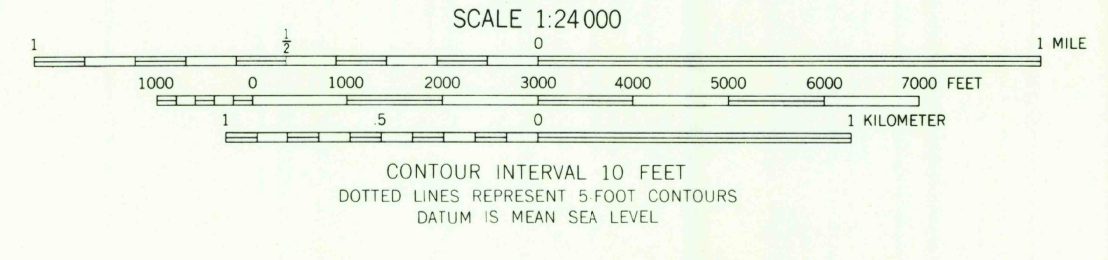 SCALE 1:24 000
1 ½ 0 1 MILE
1000 0 1000 2000 3000 4000 5000 6000 7000 FEET
1 .5 0 1 KILOMETER
CONTOUR INTERVAL 10 FEET
DOTTED LINES REPRESENT 5-FOOT CONTOURS
DATUM IS MEAN SEA LEVEL